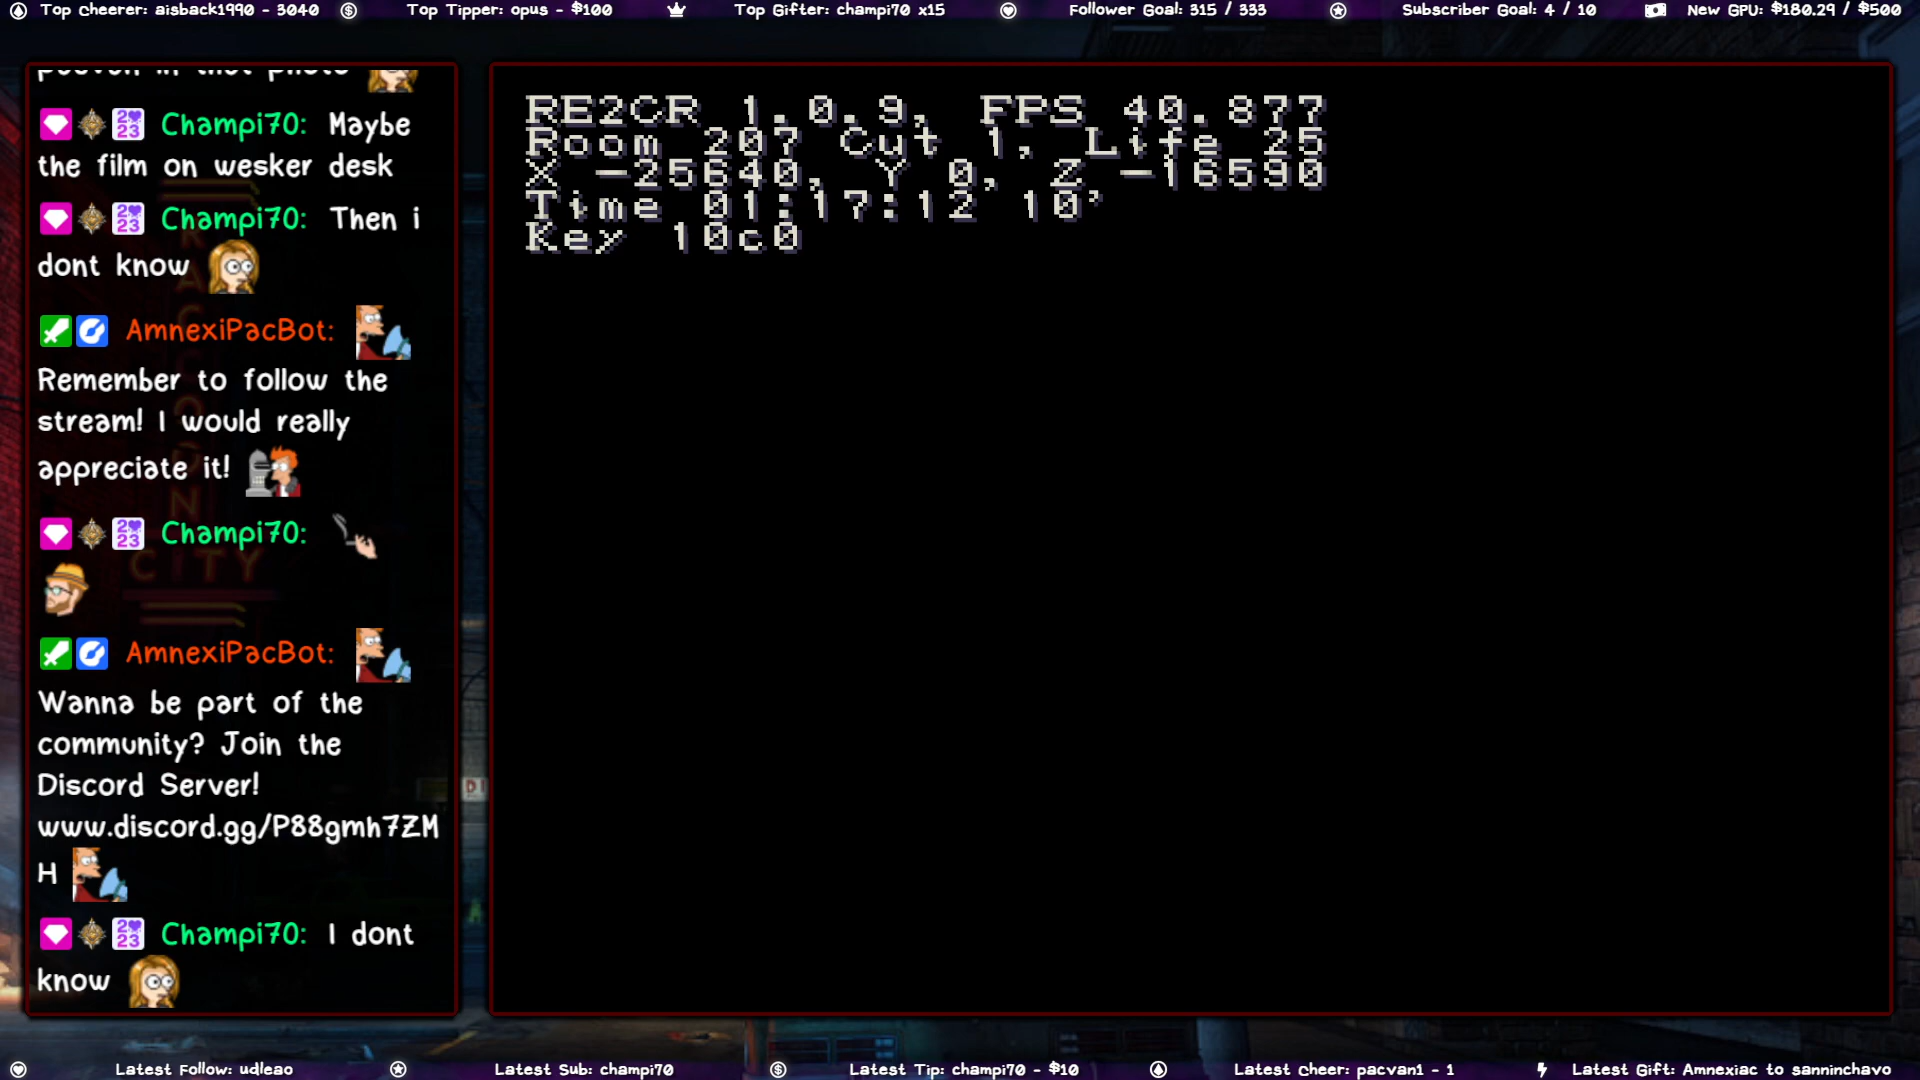 Top Cheerer: aisback1990 - 3040 Top Tipper: opus - $100 Top Gifter: champi70 x15 Follower Goal: 315 / 333 Subscriber Goal: 4 / 10 New GPU: $180.29 / $500
Champi70: Maybe
the film on wesker desk
Champi70: Then i
dont know
AmnexiPacBot:
Remember to follow the
stream! I would really
appreciate it!
Champi70:
AmnexiPacBot:
Wanna be part of the
community? Join the
Discord Server!
www.discord.gg/P88gmh7ZM
H
Champi70: I dont
know
RE2CR 1.0.9, FPS 40.877
Room 207 Cut 1, Life 25
X -25640, Y 0, Z -16590
Time 01:17:12 10'
Key 10c0
Latest Follow: udleao Latest Sub: champi70 Latest Tip: champi70 - $10 Latest Cheer: pacvan1 - 1 Latest Gift: Amnexiac to sanninchavo